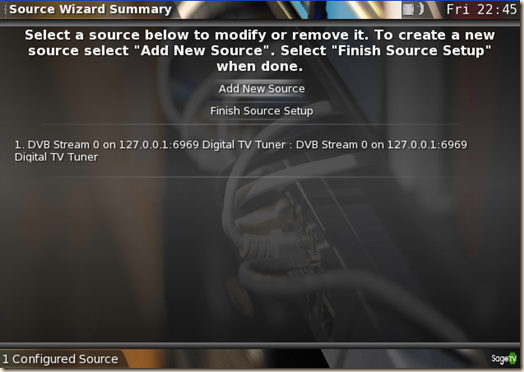 Source Wizard Summary
Fri 22:45
Select a source below to modify or remove it. To create a new
source select "Add New Source". Select "Finish Source Setup"
when done.
Add New Source
Finish Source Setup
1. DVB Stream 0 on 127.0.0.1:6969 Digital TV Tuner : DVB Stream 0 on 127.0.0.1:6969
Digital TV Tuner
1 Configured Source
SageTV